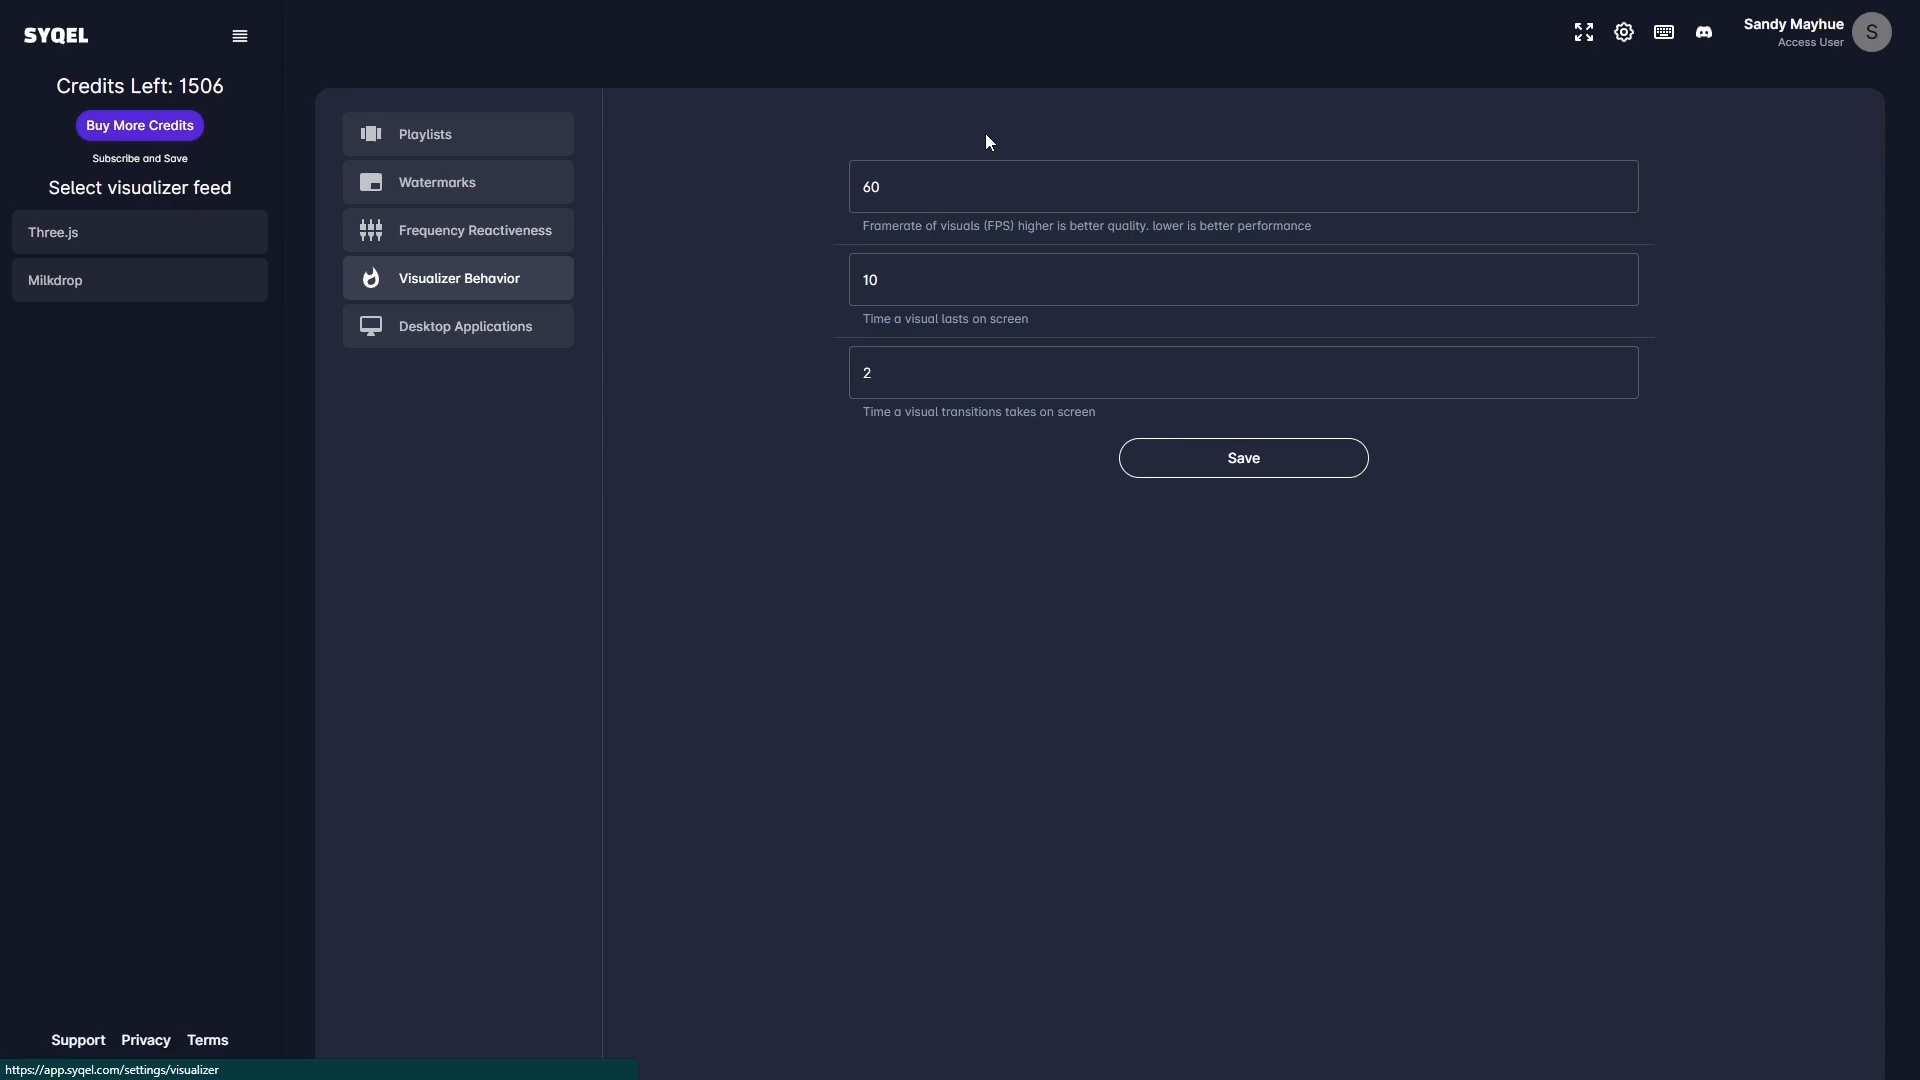 SYQEL
Credits Left: 1506
Buy More Credits
Subscribe and Save
Select visualizer feed
Three.js
Milkdrop
Support Privacy Terms
https://app.syqel.com/settings/visualizer
Sandy Mayhue
Access User
S
Playlists
Watermarks
Frequency Reactiveness
Visualizer Behavior
Desktop Applications
60
Framerate of visuals (FPS) higher is better quality. lower is better performance
10
Time a visual lasts on screen
2
Time a visual transitions takes on screen
Save